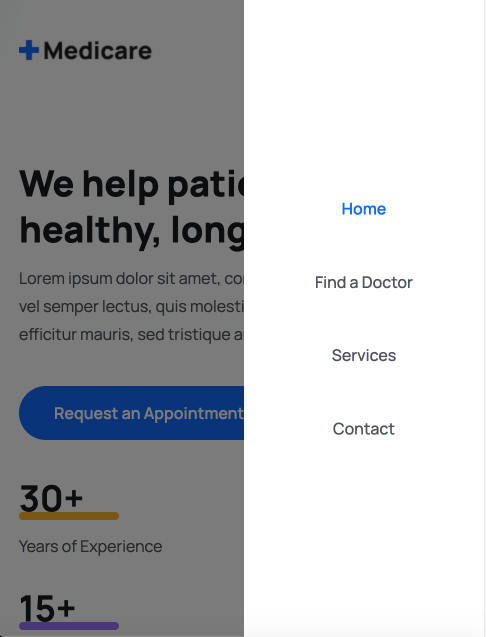 Medicare
We help patie
healthy, long
Lorem ipsum dolor sit amet, co
vel semper lectus, quis molesti
efficitur mauris, sed tristique a
Request an Appointment
30+
Years of Experience
15+
Home
Find a Doctor
Services
Contact